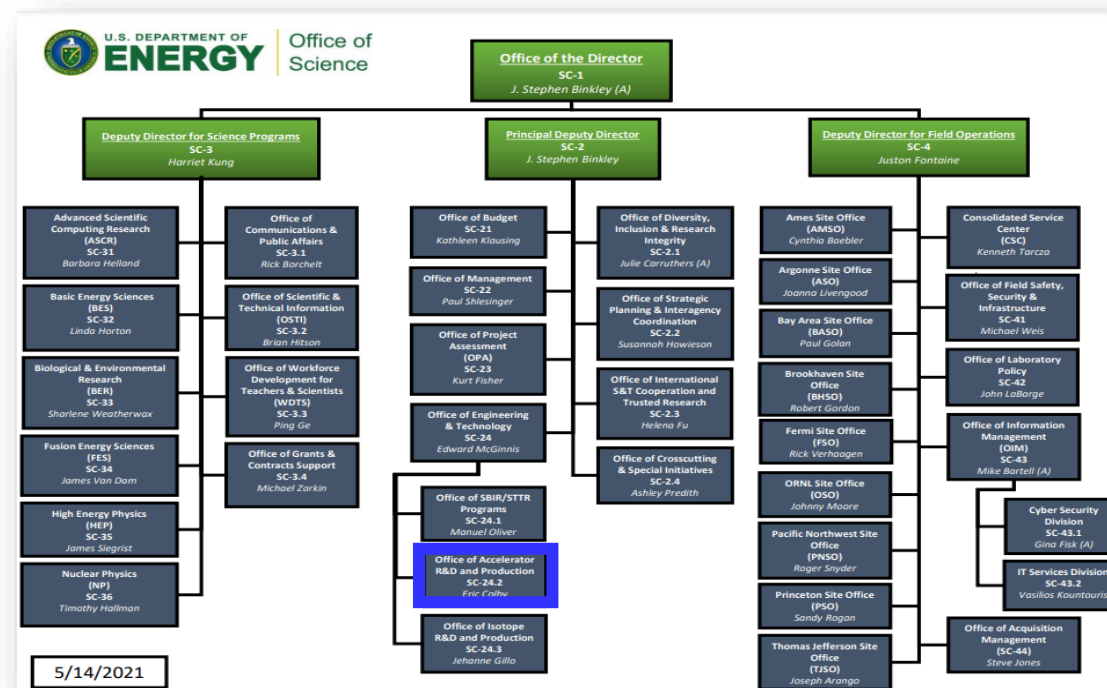 U.S. DEPARTMENT OF
ENERGY
Office of
Science
Office of the Director
SC-1
J. Stephen Binkley (A)
Deputy Director for Science Programs
SC-3
Harriet Kung
Principal Deputy Director
SC-2
J. Stephen Binkley
Deputy Director for Field Operations
SC-4
Juston Fontaine
Advanced Scientific
Computing Research
(ASCR)
SC-31
Barbara Helland
Basic Energy Sciences
(BES)
SC-32
Linda Horton
Biological & Environmental
Research
(BER)
SC-33
Sharlene Weatherwax
Fusion Energy Sciences
(FES)
SC-34
James Van Dam
High Energy Physics
(HEP)
SC-35
James Siegrist
Nuclear Physics
(NP)
SC-36
Timothy Hallman
Office of
Communications &
Public Affairs
SC-3.1
Rick Borchelt
Office of Scientific &
Technical Information
(OSTI)
SC-3.2
Brian Hitson
Office of Workforce
Development for
Teachers & Scientists
(WDTS)
SC-3.3
Ping Ge
Office of Grants &
Contracts Support
SC-3.4
Michael Zarkin
Office of Budget
SC-21
Kathleen Klausing
Office of Management
SC-22
Paul Shlesinger
Office of Project
Assessment
(OPA)
SC-23
Kurt Fisher
Office of Engineering
& Technology
SC-24
Edward McGinnis
Office of SBIR/STTR
Programs
SC-24.1
Manuel Oliver
Office of Accelerator
R&D and Production
SC-24.2
Eric Colby
Office of Isotope
R&D and Production
SC-24.3
Jehanne Gillo
Office of Diversity,
Inclusion & Research
Integrity
SC-2.1
Julie Carruthers (A)
Office of Strategic
Planning & Interagency
Coordination
SC-2.2
Susannah Howieson
Office of International
S&T Cooperation and
Trusted Research
SC-2.3
Helena Fu
Office of Crosscutting
& Special Initiatives
SC-2.4
Ashley Predith
Ames Site Office
(AMSO)
Cynthia Baebler
Argonne Site Office
(ASO)
Joanna Livengood
Bay Area Site Office
(BASO)
Paul Golan
Brookhaven Site
Office
(BHSO)
Robert Gordon
Fermi Site Office
(FSO)
Rick Verhaagen
ORNL Site Office
(OSO)
Johnny Moore
Pacific Northwest Site
Office
(PNSO)
Roger Snyder
Princeton Site Office
(PSO)
Sandy Rogan
Thomas Jefferson Site
Office
(TJSO)
Joseph Arango
Consolidated Service
Center
(CSC)
Kenneth Tarcza
Office of Field Safety,
Security &
Infrastructure
SC-41
Michael Weis
Office of Laboratory
Policy
SC-42
John LaBarge
Office of Information
Management
(OIM)
SC-43
Mike Bartell (A)
Cyber Security
Division
SC-43.1
Gina Fisk (A)
IT Services Division
SC-43.2
Vasilios Kountouris
Office of Acquisition
Management
(SC-44)
Steve Jones
5/14/2021